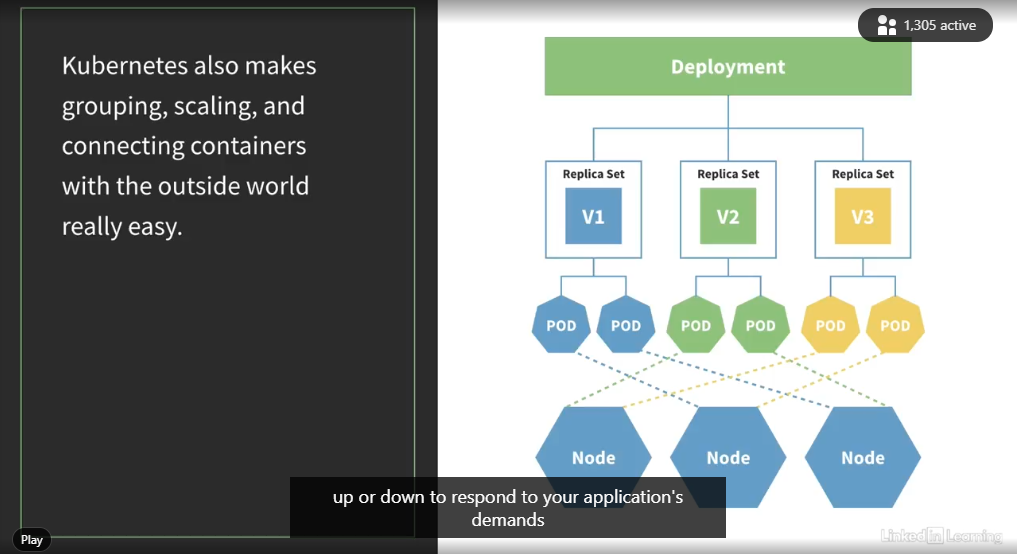 1,305 active
Kubernetes also makes
grouping, scaling, and
connecting containers
with the outside world
really easy.
Deployment
Replica Set
V1
Replica Set
V2
Replica Set
V3
POD
POD
POD
POD
POD
POD
Node
Node
Node
up or down to respond to your application's
demands
Play
Linked in Learning